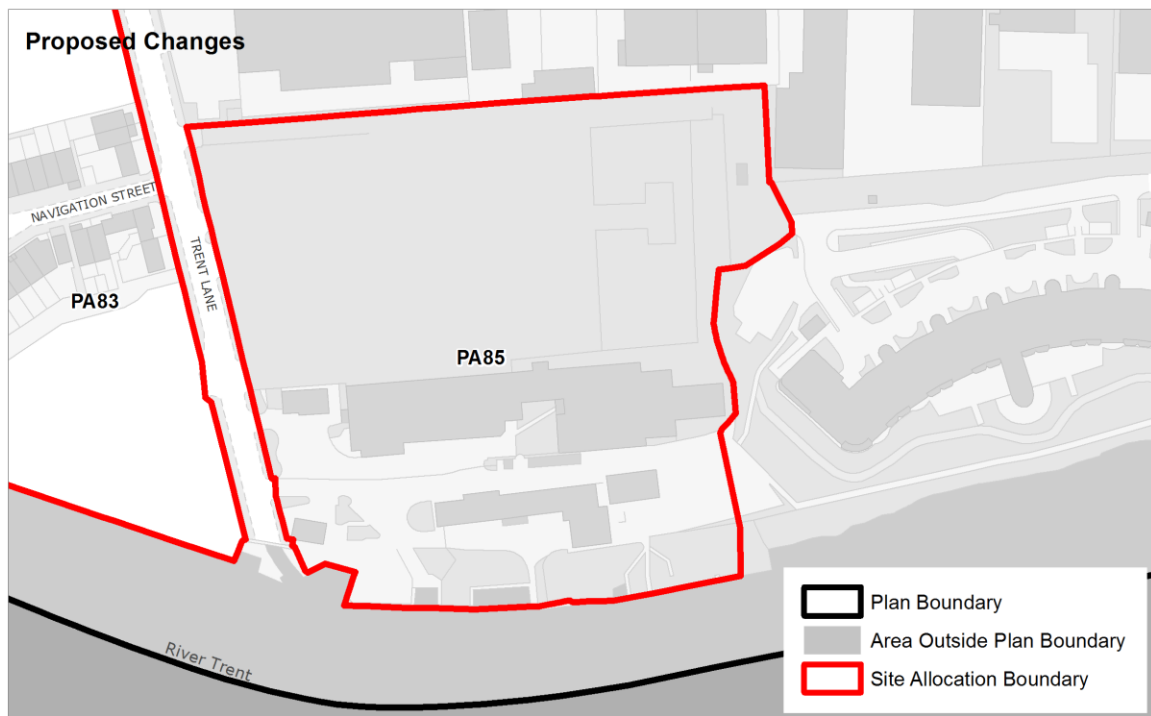 Proposed Changes
NAVIGATION STREET
TRENT LANE
PA83
PA85
River Trent
Plan Boundary
Area Outside Plan Boundary
Site Allocation Boundary